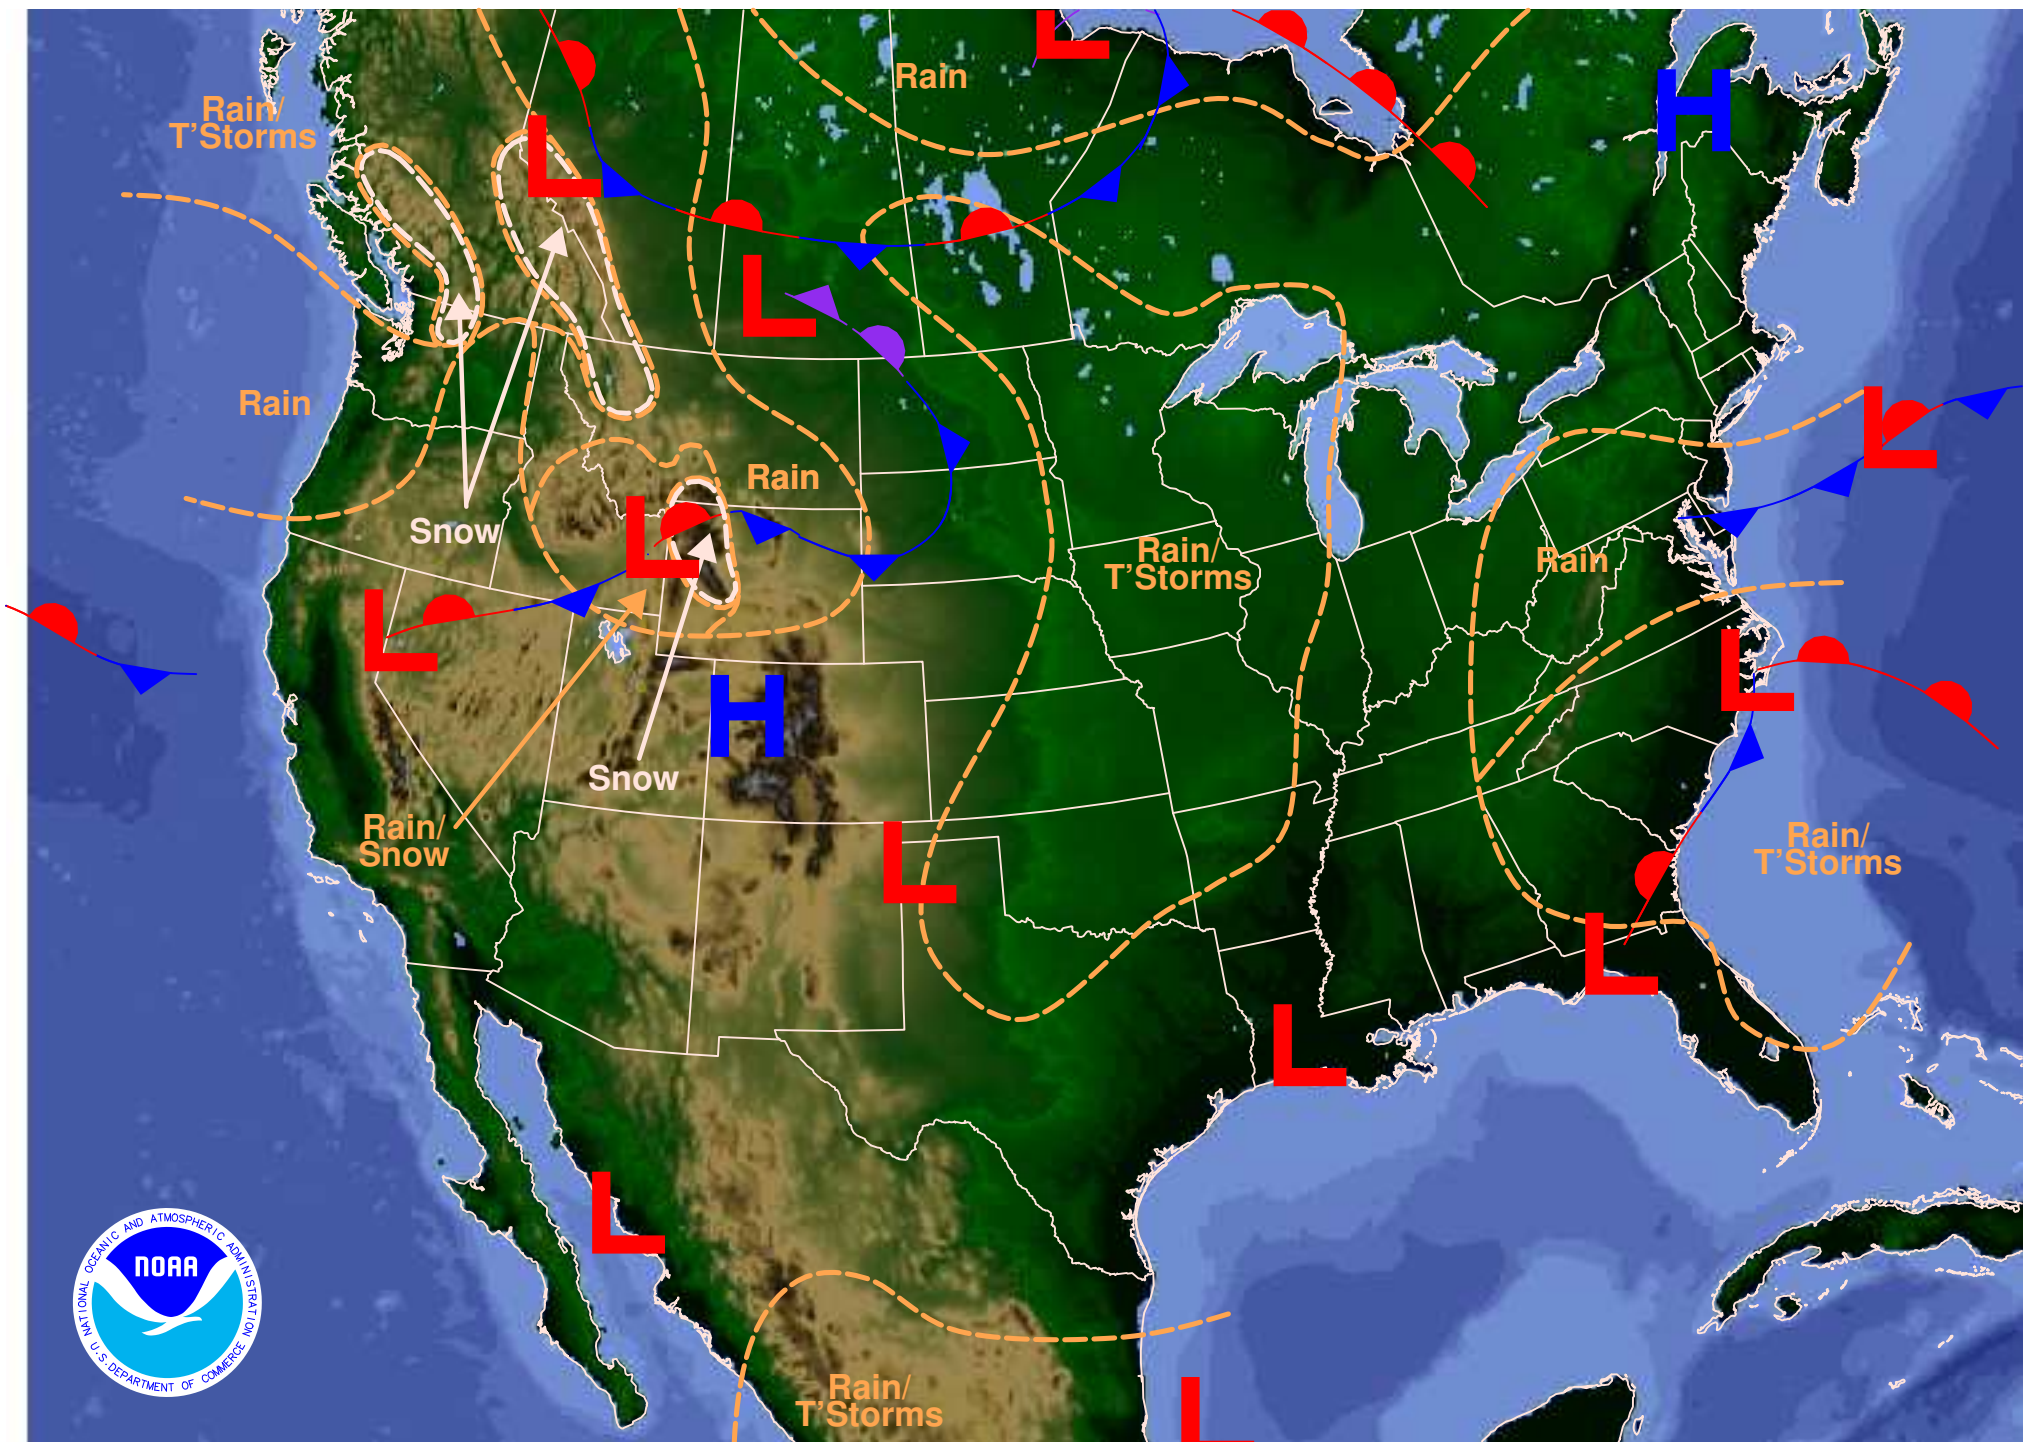 L
Rain
H
Rain/
T'Storms
L
L
L
Rain
Rain
Snow
L
Rain/
T'Storms
Rain
L
L
H
Snow
Rain/
Snow
L
Rain/
T'Storms
L
L
L
L
NATIONAL OCEANIC AND ATMOSPHERIC ADMINISTRATION
NOAA
U.S. DEPARTMENT OF COMMERCE
Rain/
T'Storms
L